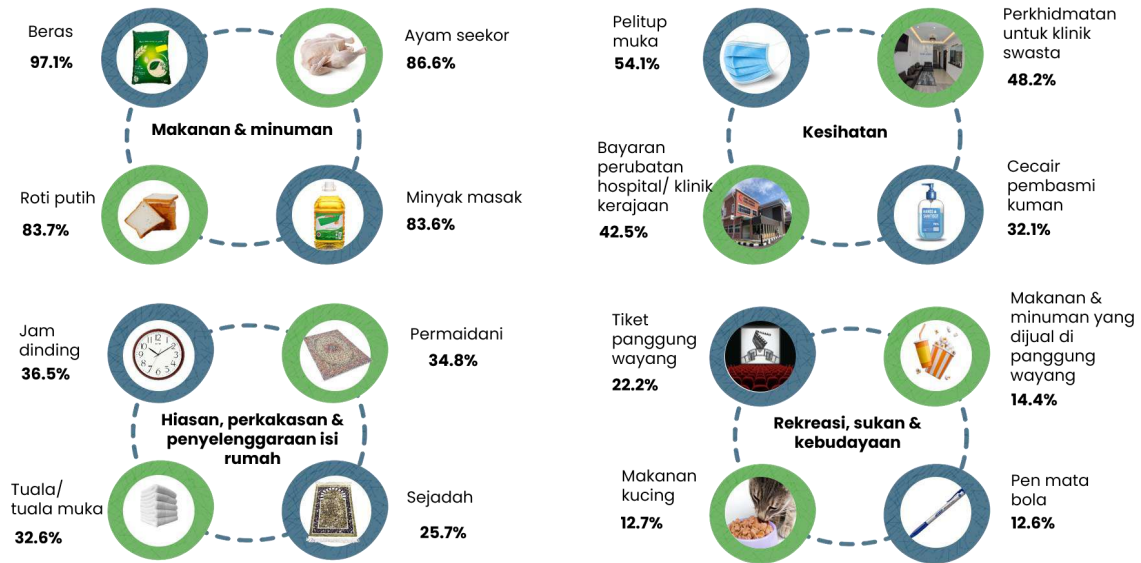 Beras
97.1%
Ayam seekor
86.6%
Makanan & minuman
Roti putih
83.7%
Minyak masak
83.6%
Pelitup
muka
54.1%
Perkhidmatan
untuk klinik
swasta
48.2%
Kesihatan
Bayaran
perubatan
hospital/ klinik
kerajaan
42.5%
Cecair
pembasmi
kuman
32.1%
Jam
dinding
36.5%
Permaidani
34.8%
Hiasan, perkakasan &
penyelenggaraan isi
rumah
Tuala/
tuala muka
32.6%
Sejadah
25.7%
Tiket
panggung
wayang
22.2%
Makanan &
minuman yang
dijual di
panggung
wayang
14.4%
Rekreasi, sukan &
kebudayaan
Makanan
kucing
12.7%
Pen mata
bola
12.6%